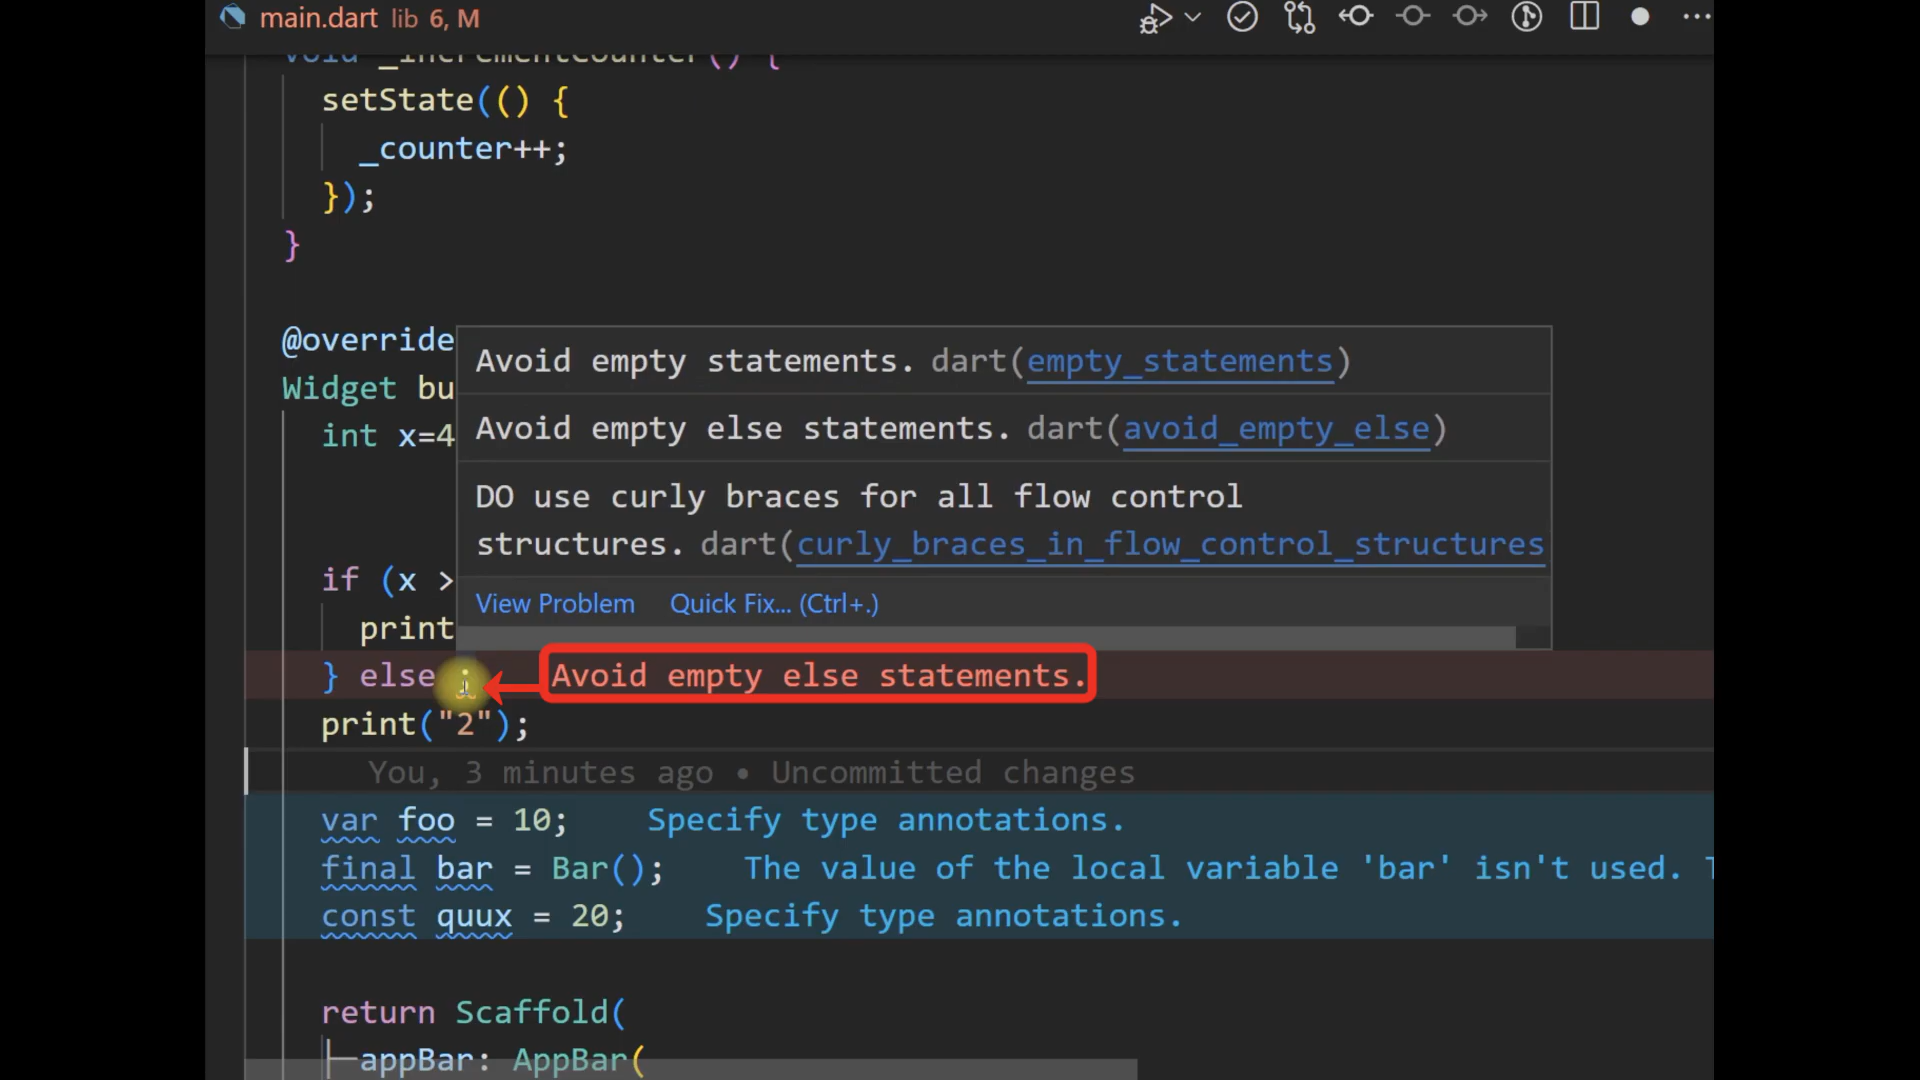 main.dart lib 6, M
void _incrementCounter() {
setState(() {
_counter++;
});
}
@override
Widget bu
int x=4
if (x >
print
} else ;
Avoid empty statements. dart(empty_statements)
Avoid empty else statements. dart(avoid_empty_else)
DO use curly braces for all flow control
structures. dart(curly_braces_in_flow_control_structures
View Problem Quick Fix... (Ctrl+.)
Avoid empty else statements.
print("2");
You, 3 minutes ago • Uncommitted changes
var foo = 10; Specify type annotations.
final bar = Bar(); The value of the local variable 'bar' isn't used.
const quux = 20; Specify type annotations.
return Scaffold(
appBar: AppBar(